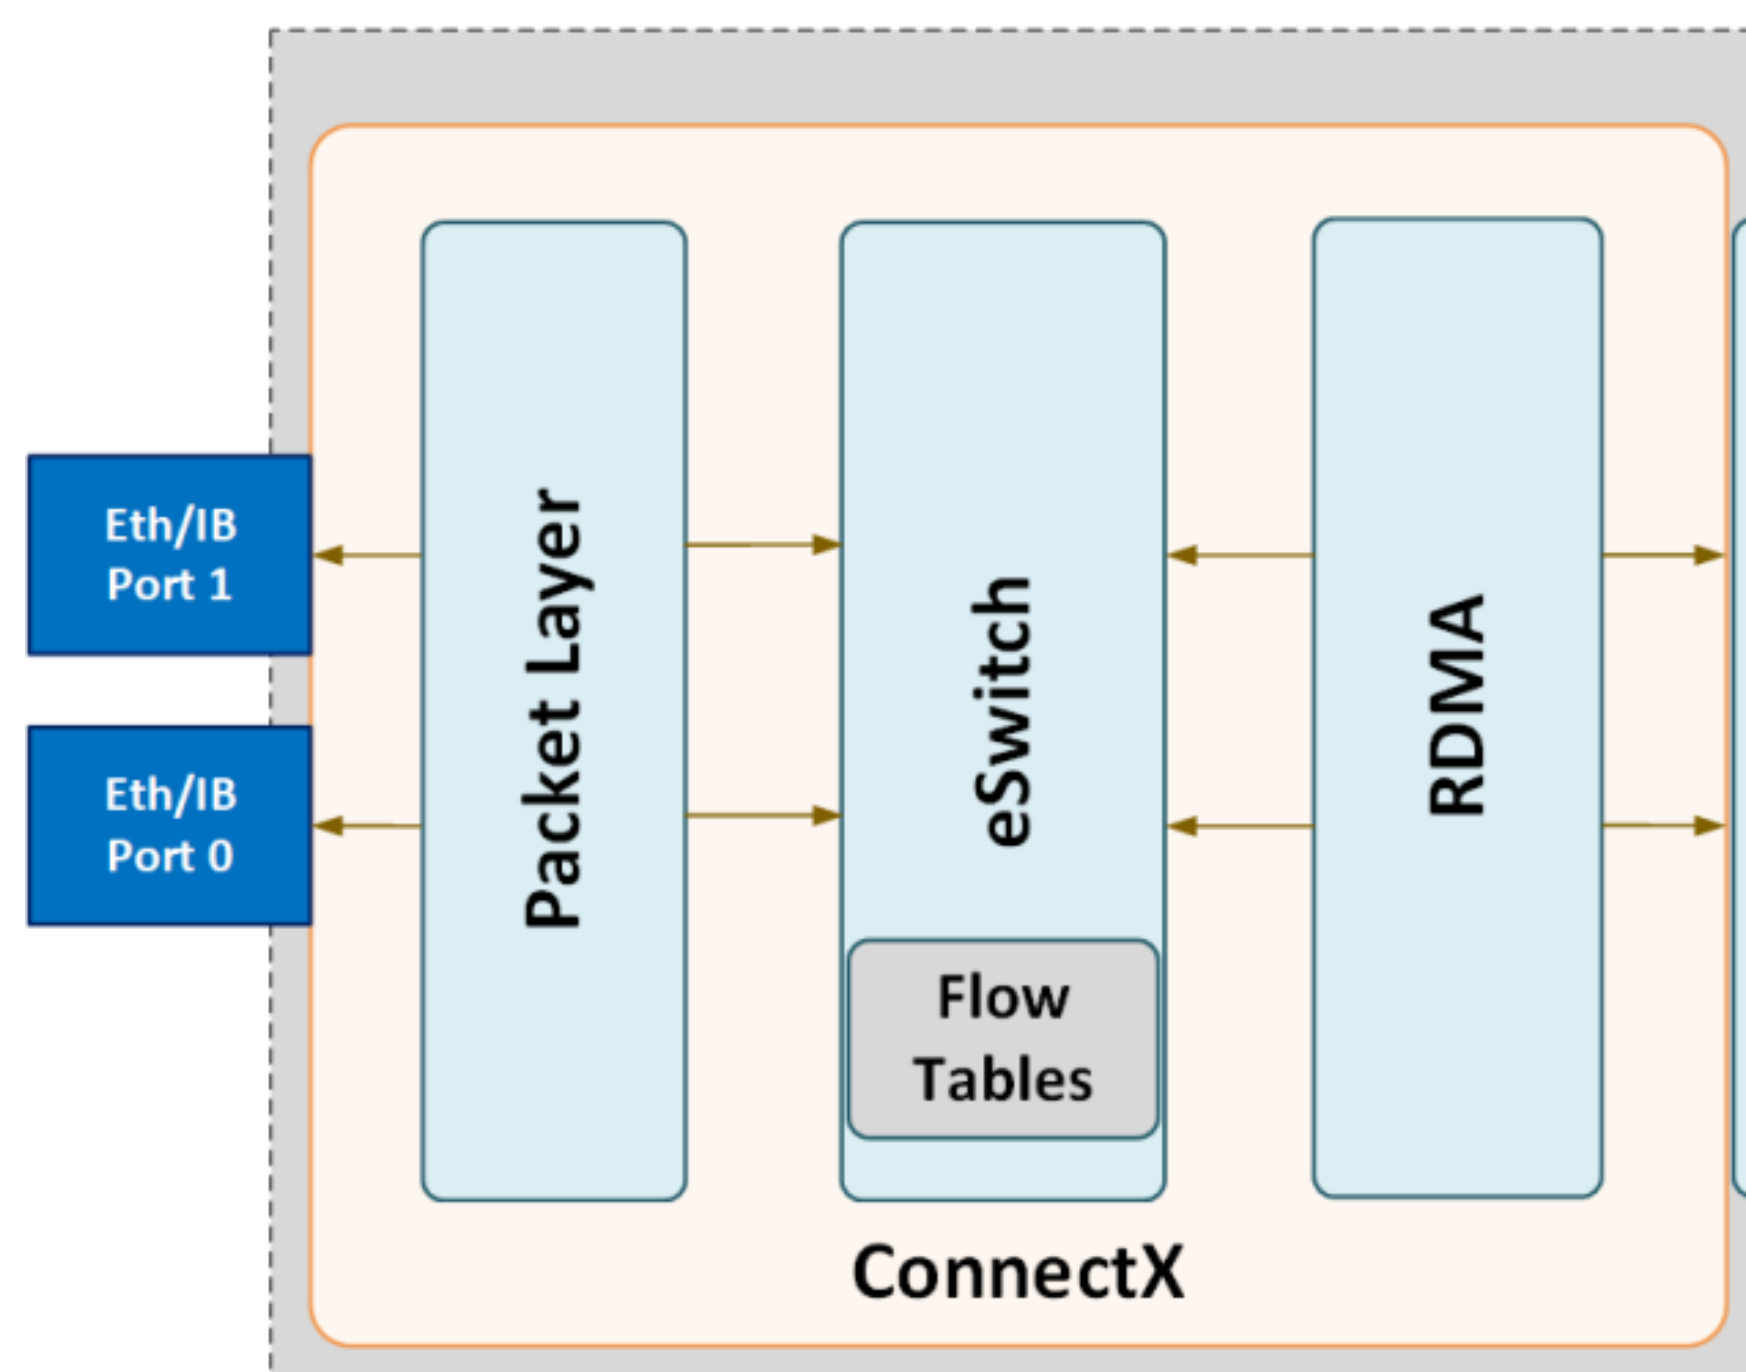 Eth/IB
Port 1
Eth/IB
Port 0
Packet Layer
eSwitch
Flow
Tables
RDMA
ConnectX